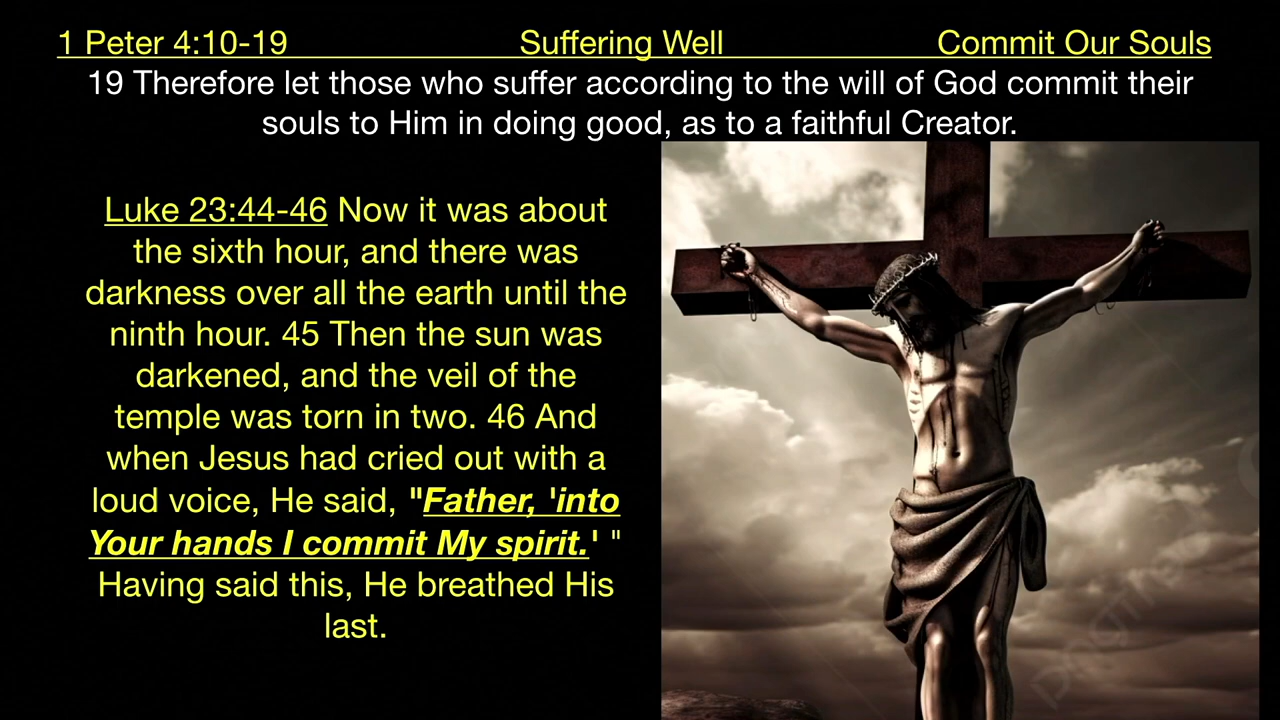 1 Peter 4:10-19 Suffering Well Commit Our Souls
19 Therefore let those who suffer according to the will of God commit their
souls to Him in doing good, as to a faithful Creator.
Luke 23:44-46 Now it was about
the sixth hour, and there was
darkness over all the earth until the
ninth hour. 45 Then the sun was
darkened, and the veil of the
temple was torn in two. 46 And
when Jesus had cried out with a
loud voice, He said, "Father, 'into
Your hands I commit My spirit.' "
Having said this, He breathed His
last.